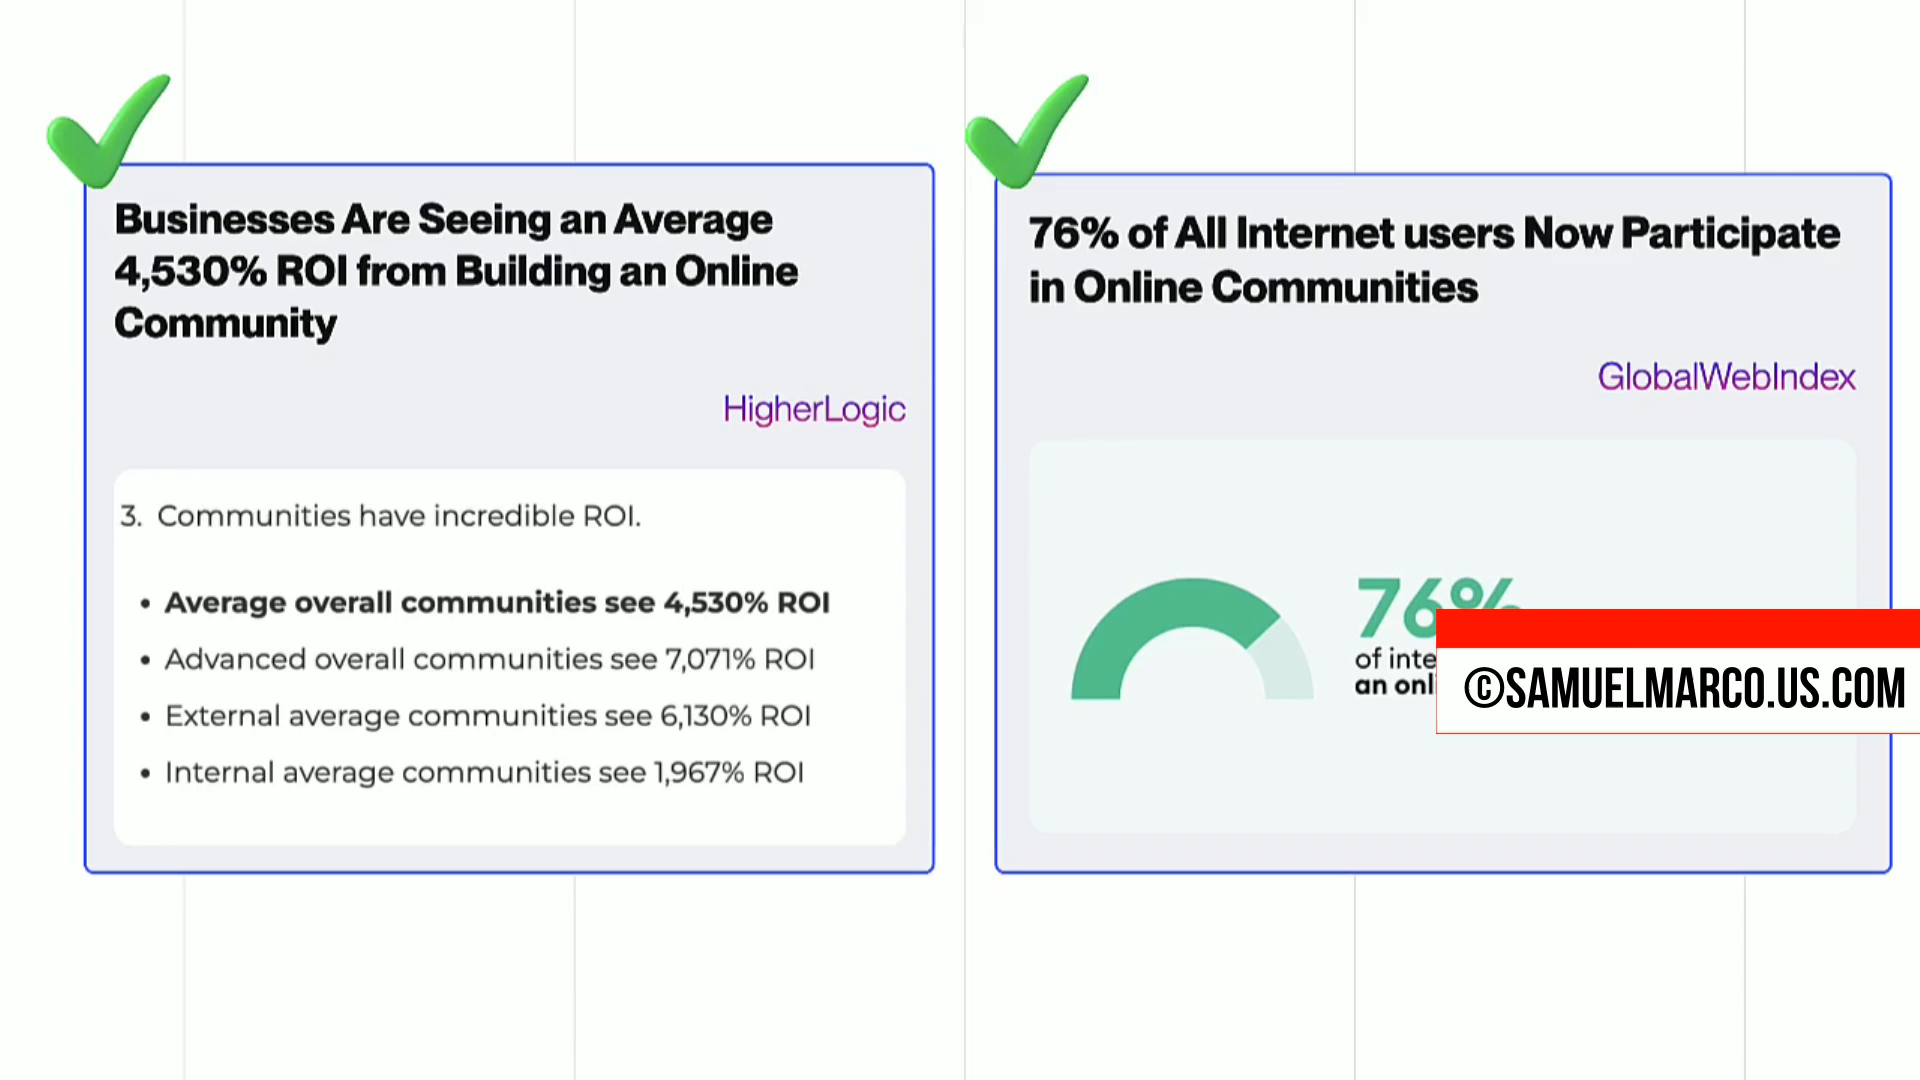 Businesses Are Seeing an Average
4,530% ROI from Building an Online
Community
HigherLogic
3. Communities have incredible ROI.
• Average overall communities see 4,530% ROI
• Advanced overall communities see 7,071% ROI
• External average communities see 6,130% ROI
• Internal average communities see 1,967% ROI
76% of All Internet users Now Participate
in Online Communities
GlobalWebIndex
76%
of
an
©SAMUELMARCO.US.COM